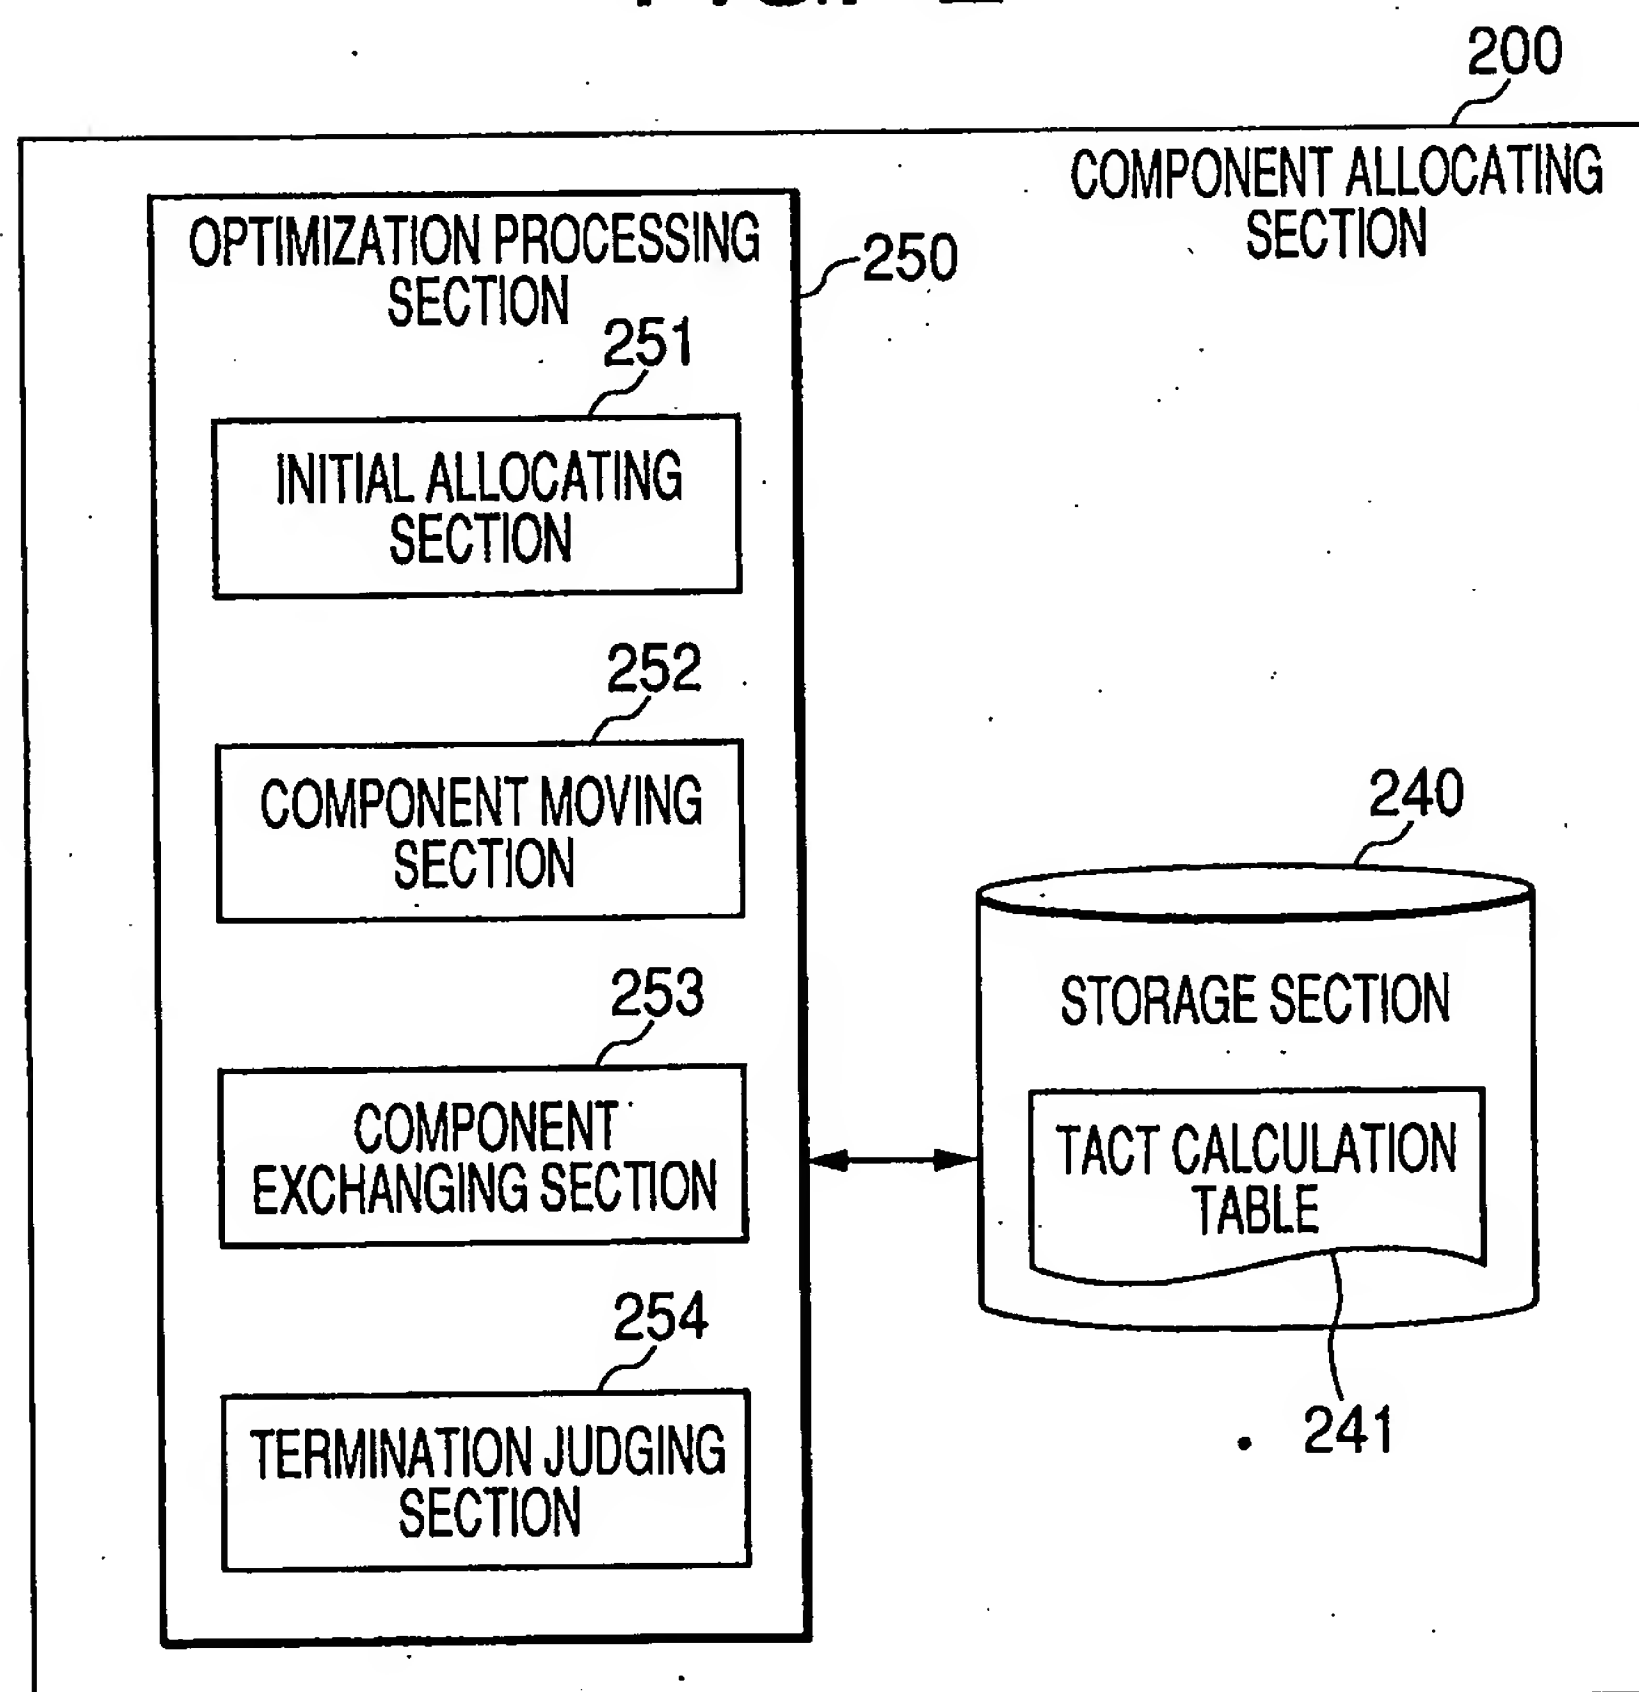 200
COMPONENT ALLOCATING
SECTION
OPTIMIZATION PROCESSING
SECTION
250
251
INITIAL ALLOCATING
SECTION
252
COMPONENT MOVING
SECTION
240
253
STORAGE SECTION
COMPONENT
EXCHANGING SECTION
TACT CALCULATION
TABLE
254
241
TERMINATION JUDGING
SECTION